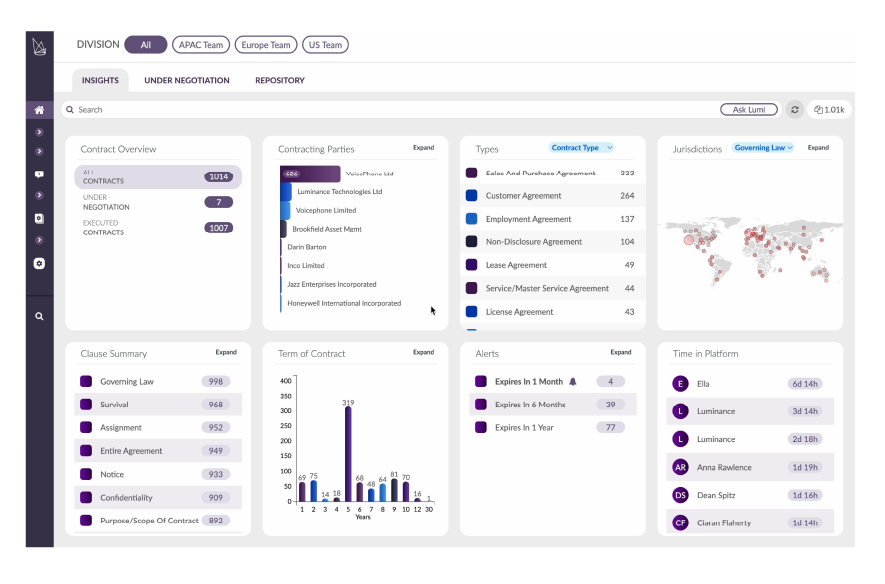 DIVISION All APAC Team Europe Team US Team
INSIGHTS UNDER NEGOTIATION REPOSITORY
Search Ask Lumi 1.01k
Contract Overview
ALL
CONTRACTS 1014
UNDER
NEGOTIATION 7
EXECUTED
CONTRACTS 1007
Contracting Parties Expand
626 VoicePhone Ltd
Luminance Technologies Ltd
Voicephone Limited
Brookfield Asset Mgmt
Darin Barton
Inco Limited
Jazz Enterprises Incorporated
Honeywell International Incorporated
Types Contract Type
Sales And Purchase Agreement 333
Customer Agreement 264
Employment Agreement 137
Non-Disclosure Agreement 104
Lease Agreement 49
Service/Master Service Agreement 44
License Agreement 43
Jurisdictions Governing Law Expand
Clause Summary Expand
Governing Law 998
Survival 968
Assignment 952
Entire Agreement 949
Notice 933
Confidentiality 909
Purpose/Scope Of Contract 892
Term of Contract Expand
400
350
300
250
200
150
100
50
0
69 75 14 18 319 68 48 64 81 70 16 1
1 2 3 4 5 6 7 8 9 10 12 30
Years
Alerts Expand
Expires In 1 Month 4
Expires In 6 Months 39
Expires In 1 Year 77
Time in Platform
E Ella 6d 14h
L Luminance 3d 14h
L Luminance 2d 18h
AR Anna Rawlence 1d 19h
DS Dean Spitz 1d 16h
CF Ciaran Flaherty 1d 14h